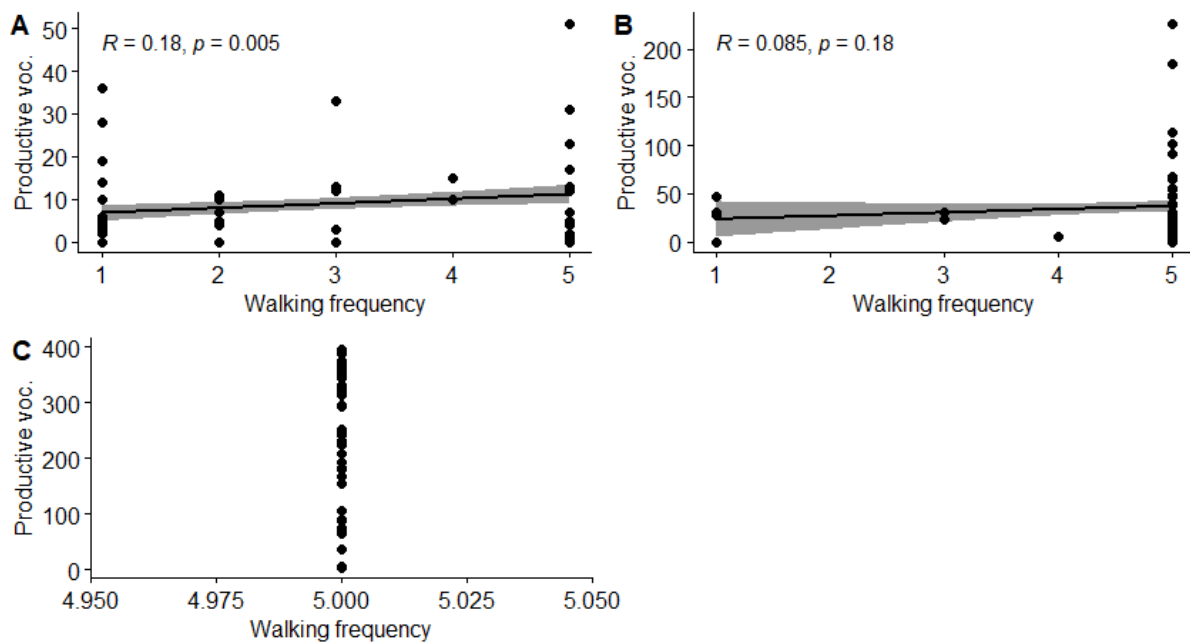 A
R = 0.18, p = 0.005
Productive voc.
50
40
30
20
10
0
1 2 3 4 5
Walking frequency
B
R = 0.085, p = 0.18
Productive voc.
200
150
100
50
0
1 2 3 4 5
Walking frequency
C
Productive voc.
400
300
200
100
0
4.950 4.975 5.000 5.025 5.050
Walking frequency